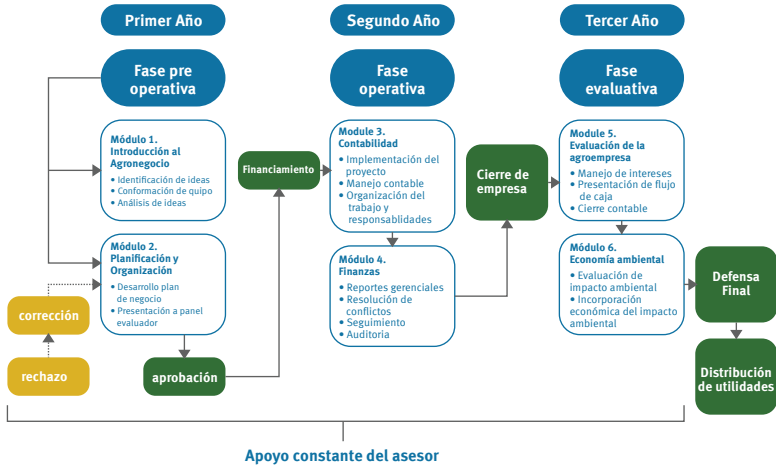 Primer Año
Segundo Año
Tercer Año
Fase pre
operativa
Fase
operativa
Fase
evaluativa
Módulo 1.
Introducción al
Agronegocio
• Identificación de ideas
• Conformación de quipo
• Análisis de ideas
Módulo 2.
Planificación y
Organización
• Desarrollo plan
de negocio
• Presentación a panel
evaluador
corrección
rechazo
aprobación
Financiamiento
Module 3.
Contabilidad
• Implementación del
proyecto
• Manejo contable
• Organización del
trabajo y
responsablidades
Módulo 4.
Finanzas
• Reportes gerenciales
• Resolución de
conflictos
• Seguimiento
• Auditoría
Cierre de
empresa
Module 5.
Evaluación de la
agroempresa
• Manejo de intereses
• Presentación de flujo
de caja
• Cierre contable
Módulo 6.
Economía ambiental
• Evaluación de
impacto ambiental
• Incorporación
económica del impacto
ambiental
Defensa
Final
Distribución
de utilidades
Apoyo constante del asesor